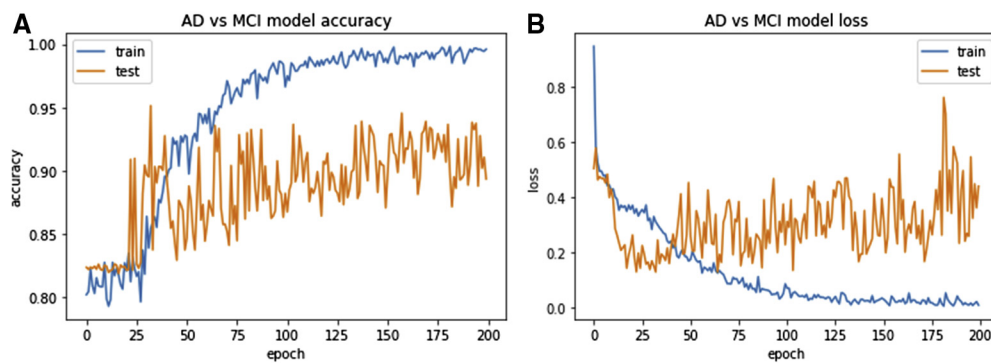 A
AD vs MCI model accuracy
train
test
1.00
0.95
0.90
0.85
0.80
accuracy
0 25 50 75 100 125 150 175 200
epoch
B
AD vs MCI model loss
train
test
0.8
0.6
0.4
0.2
0.0
loss
0 25 50 75 100 125 150 175 200
epoch